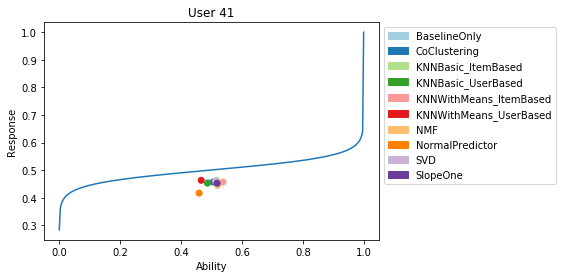 User 41
Response
1.0
0.9
0.8
0.7
0.6
0.5
0.4
0.3
0.0
0.2
0.4
0.6
0.8
1.0
Ability
BaselineOnly
CoClustering
KNNBasic_ItemBased
KNNBasic_UserBased
KNNWithMeans_ItemBased
KNNWithMeans_UserBased
NMF
NormalPredictor
SVD
SlopeOne